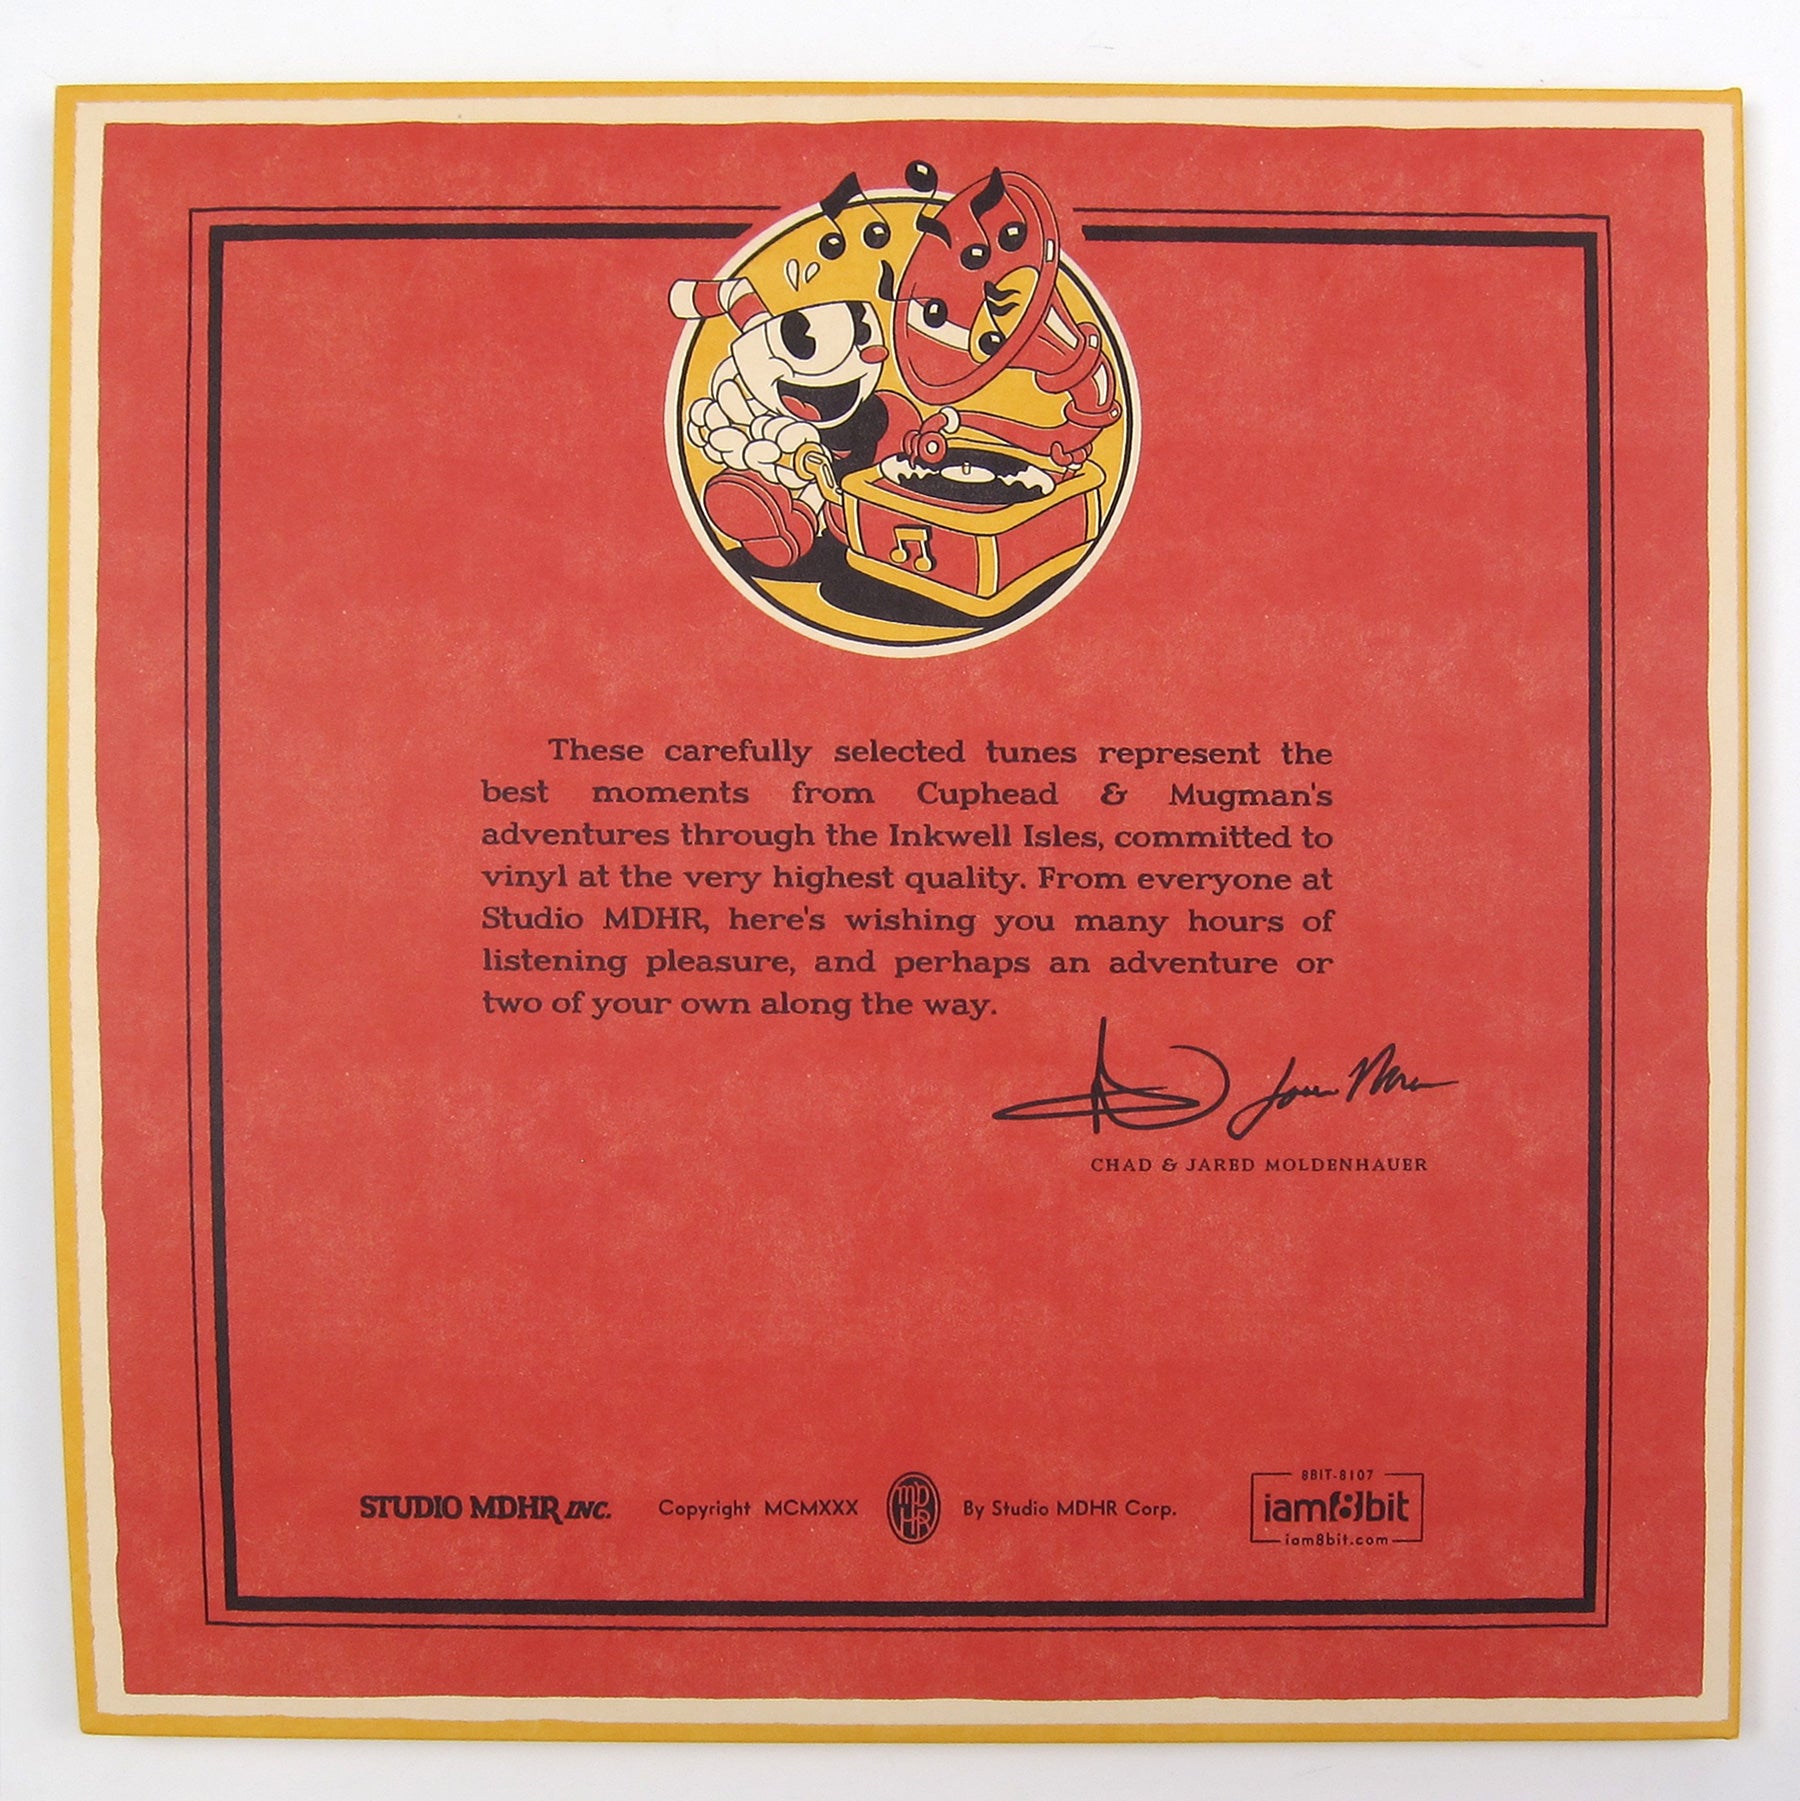 These carefully selected tunes represent the
best moments from Cuphead & Mugman's
adventures through the Inkwell Isles, committed to
vinyl at the very highest quality. From everyone at
Studio MDHR, here's wishing you many hours of
listening pleasure, and perhaps an adventure or
two of your own along the way.
CHAD & JARED MOLDENHAUER
STUDIO MDHR INC.
Copyright MCMXXX
MDHR
By Studio MDHR Corp.
8BIT-8107
iam8bit
iam8bit.com